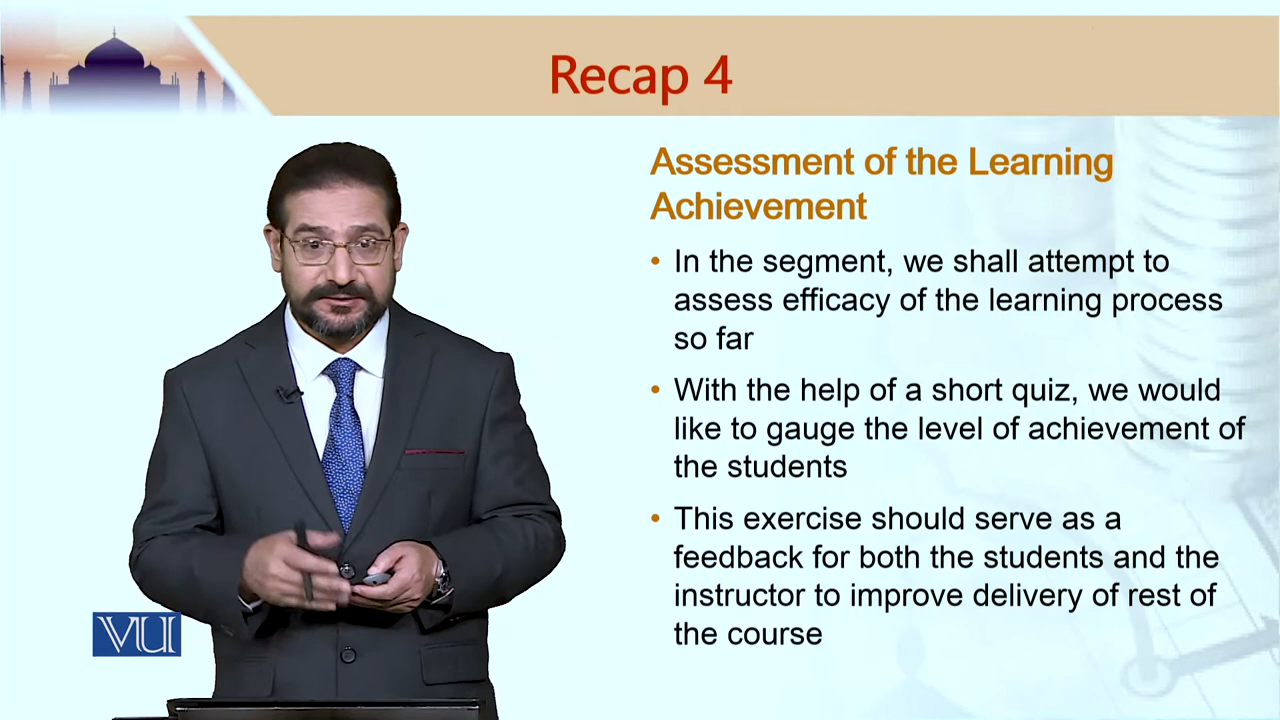 Recap 4
Assessment of the Learning
Achievement
• In the segment, we shall attempt to
assess efficacy of the learning process
so far
• With the help of a short quiz, we would
like to gauge the level of achievement of
the students
• This exercise should serve as a
feedback for both the students and the
instructor to improve delivery of rest of
the course
VU